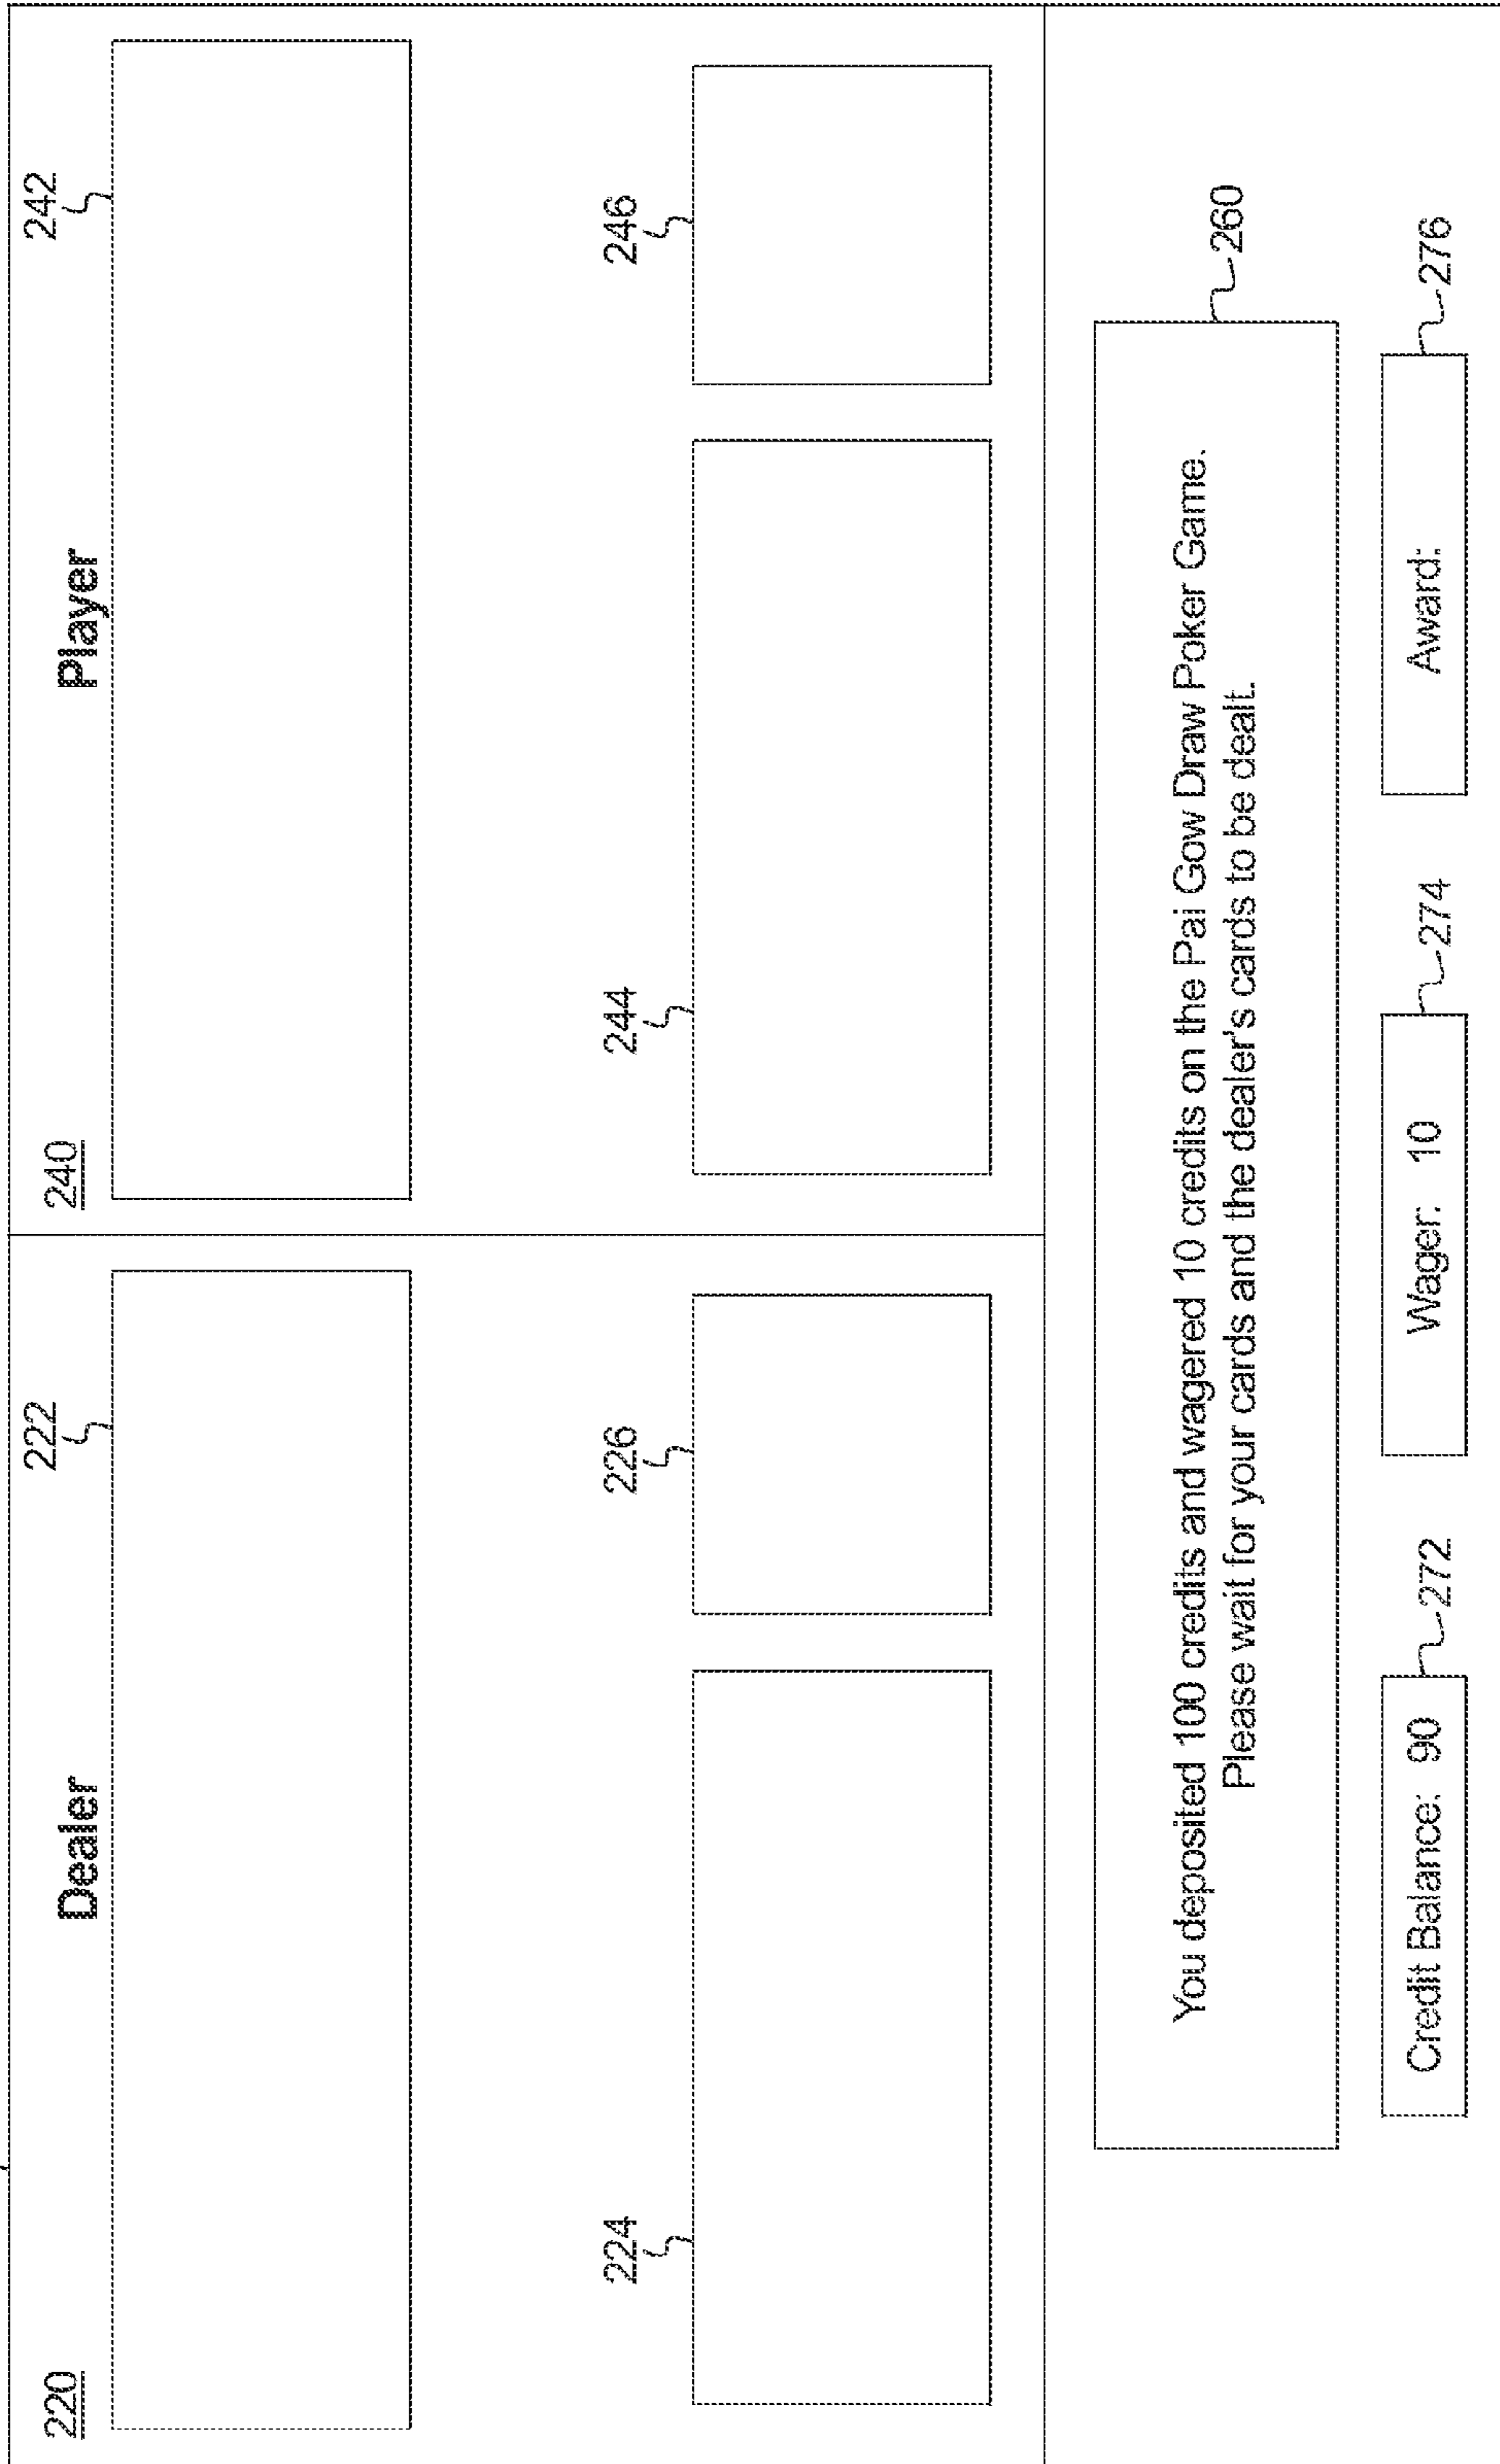 222
242
220
Dealer
240
Player
224
226
244
246
You deposited 100 credits and wagered 10 credits on the Pai Gow Draw Poker Game.
Please wait for your cards and the dealer's cards to be dealt.
260
Credit Balance: 90
272
Wager: 10
274
Award:
276